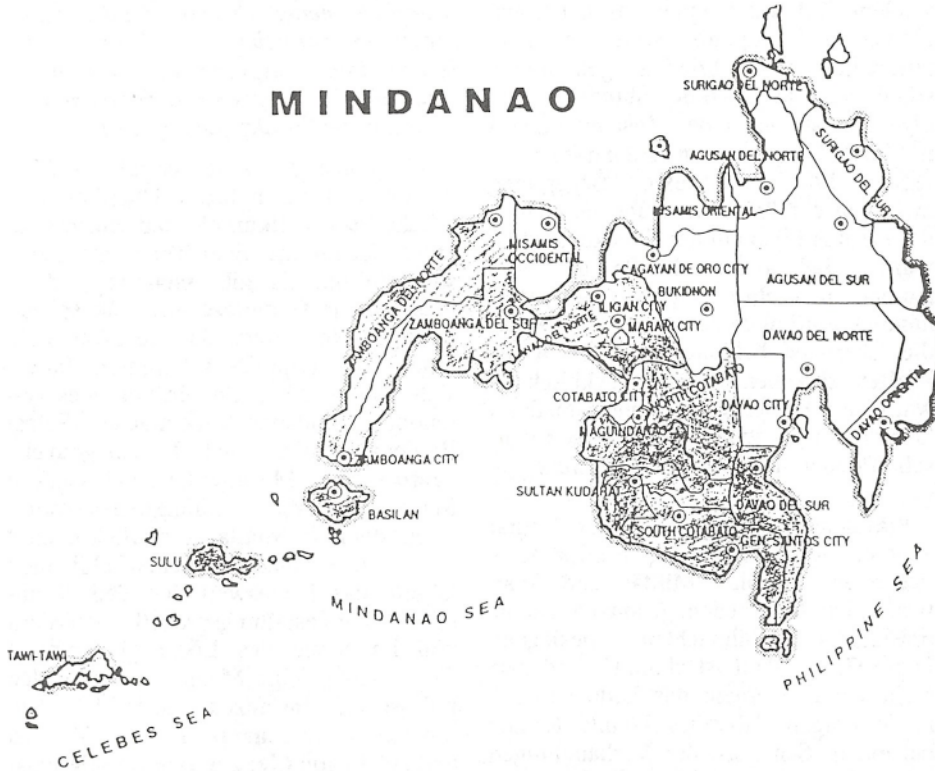 MINDANAO
SURIGAO DEL NORTE
AGUSAN DEL NORTE
SURIGAO DEL SUR
MISAMIS ORIENTAL
MISAMIS
OCCIDENTAL
CAGAYAN DE ORO CITY
BUKIDNON
AGUSAN DEL SUR
ZAMBOANGA DEL NORTE
ILIGAN CITY
ZAMBOANGA DEL SUR
DEL NORTE
MARAWI CITY
DAVAO DEL NORTE
COTABATO CITY
NORTH COTABATO
DAVAO CITY
DAVAO ORIENTAL
MAGUINDANAO
ZAMBOANGA CITY
SULTAN KUDARAT
BASILAN
DAVAO DEL SUR
SOUTH COTABATO
GEN. SANTOS CITY
SULU
MINDANAO SEA
PHILIPPINE SEA
TAWI-TAWI
CELEBES SEA